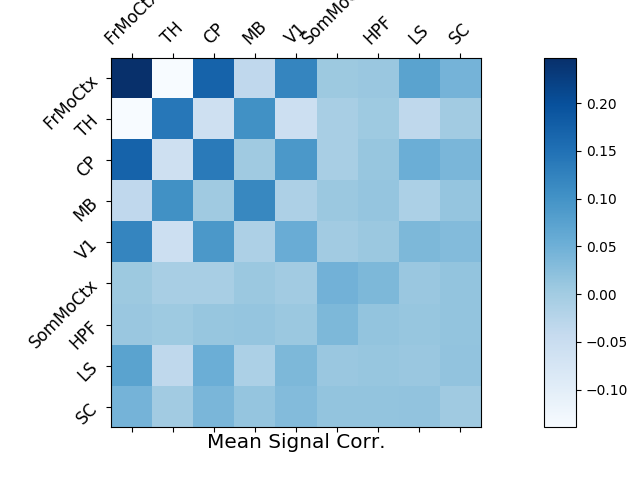 FrMoCtx TH CP MB V1 SomMoCtx HPF LS SC
FrMoCtx
TH
CP
MB
V1
SomMoCtx
HPF
LS
SC
0.20
0.15
0.10
0.05
0.00
−0.05
−0.10
Mean Signal Corr.